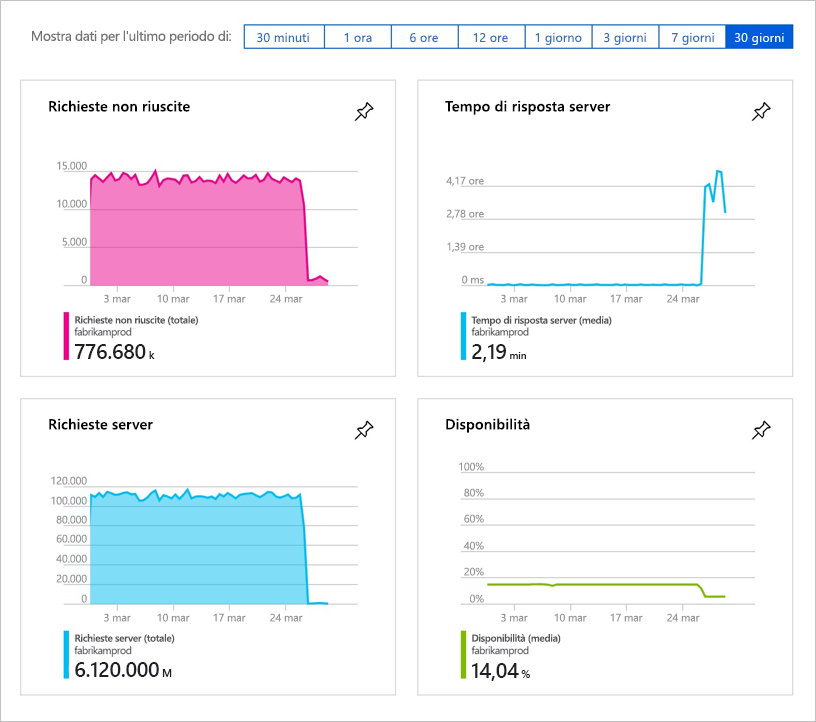 Mostra dati per l'ultimo periodo di: 30 minuti 1 ora 6 ore 12 ore 1 giorno 3 giorni 7 giorni 30 giorni
Richieste non riuscite
15.000
10.000
5.000
0
3 mar 10 mar 17 mar 24 mar
Richieste non riuscite (totale)
fabrikamprod
776.680 k
Tempo di risposta server
4,17 ore
2,78 ore
1,39 ore
0 ms
3 mar 10 mar 17 mar 24 mar
Tempo di risposta server (media)
fabrikamprod
2,19 min
Richieste server
120.000
100.000
80.000
60.000
40.000
20.000
0
3 mar 10 mar 17 mar 24 mar
Richieste server (totale)
fabrikamprod
6.120.000 M
Disponibilità
100%
80%
60%
40%
20%
0%
3 mar 10 mar 17 mar 24 mar
Disponibilità (media)
fabrikamprod
14,04 %